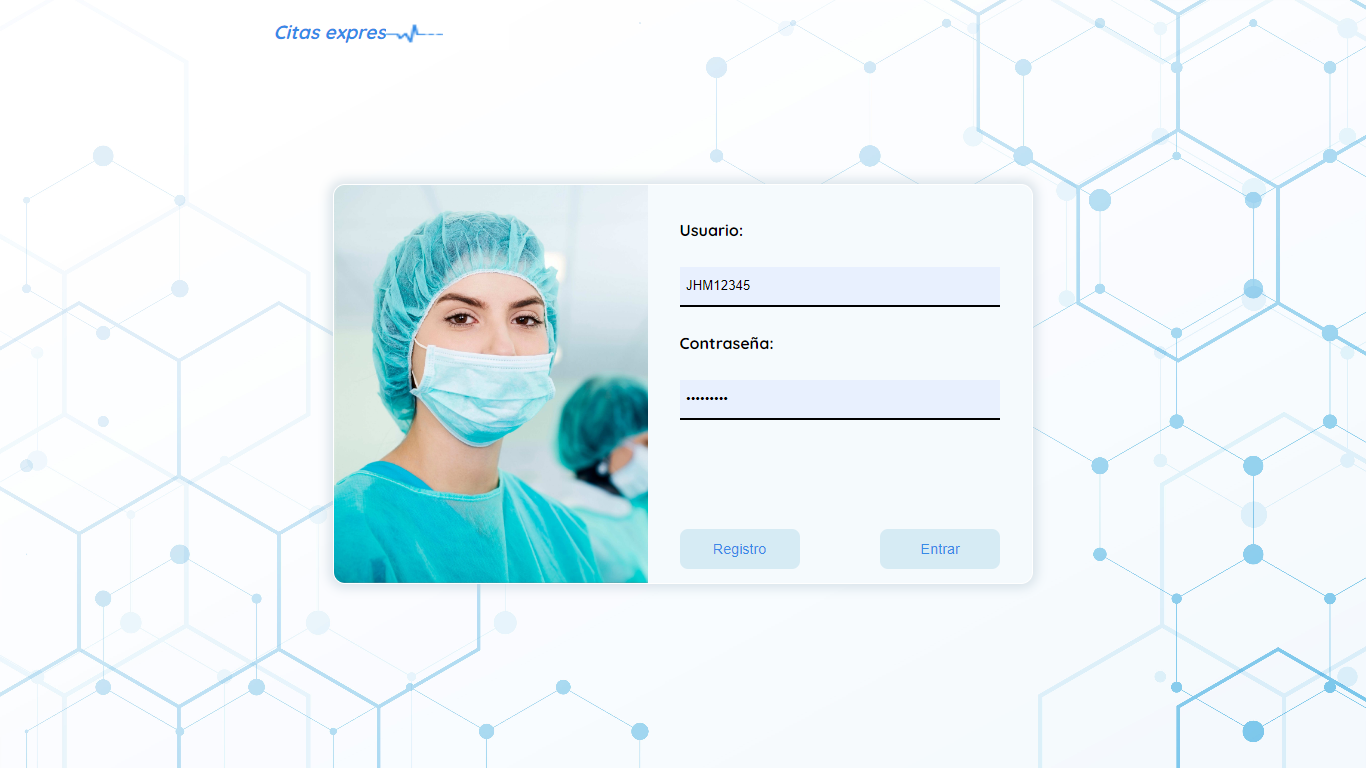 Citas expres
Usuario:
JHM12345
Contraseña:
•••••••••
Registro
Entrar